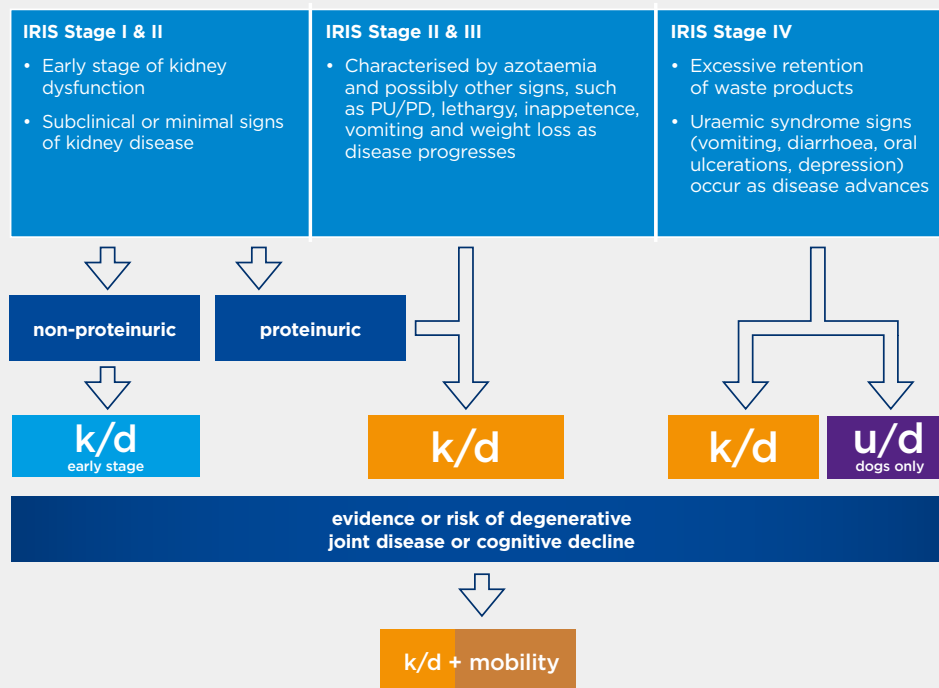 IRIS Stage I & II
• Early stage of kidney
dysfunction
• Subclinical or minimal signs
of kidney disease
IRIS Stage II & III
• Characterised by azotaemia
and possibly other signs, such
as PU/PD, lethargy, inappetence,
vomiting and weight loss as
disease progresses
IRIS Stage IV
• Excessive retention
of waste products
• Uraemic syndrome signs
(vomiting, diarrhoea, oral
ulcerations, depression)
occur as disease advances
non-proteinuric
proteinuric
k/d
early stage
k/d
k/d
u/d
dogs only
evidence or risk of degenerative
joint disease or cognitive decline
k/d + mobility